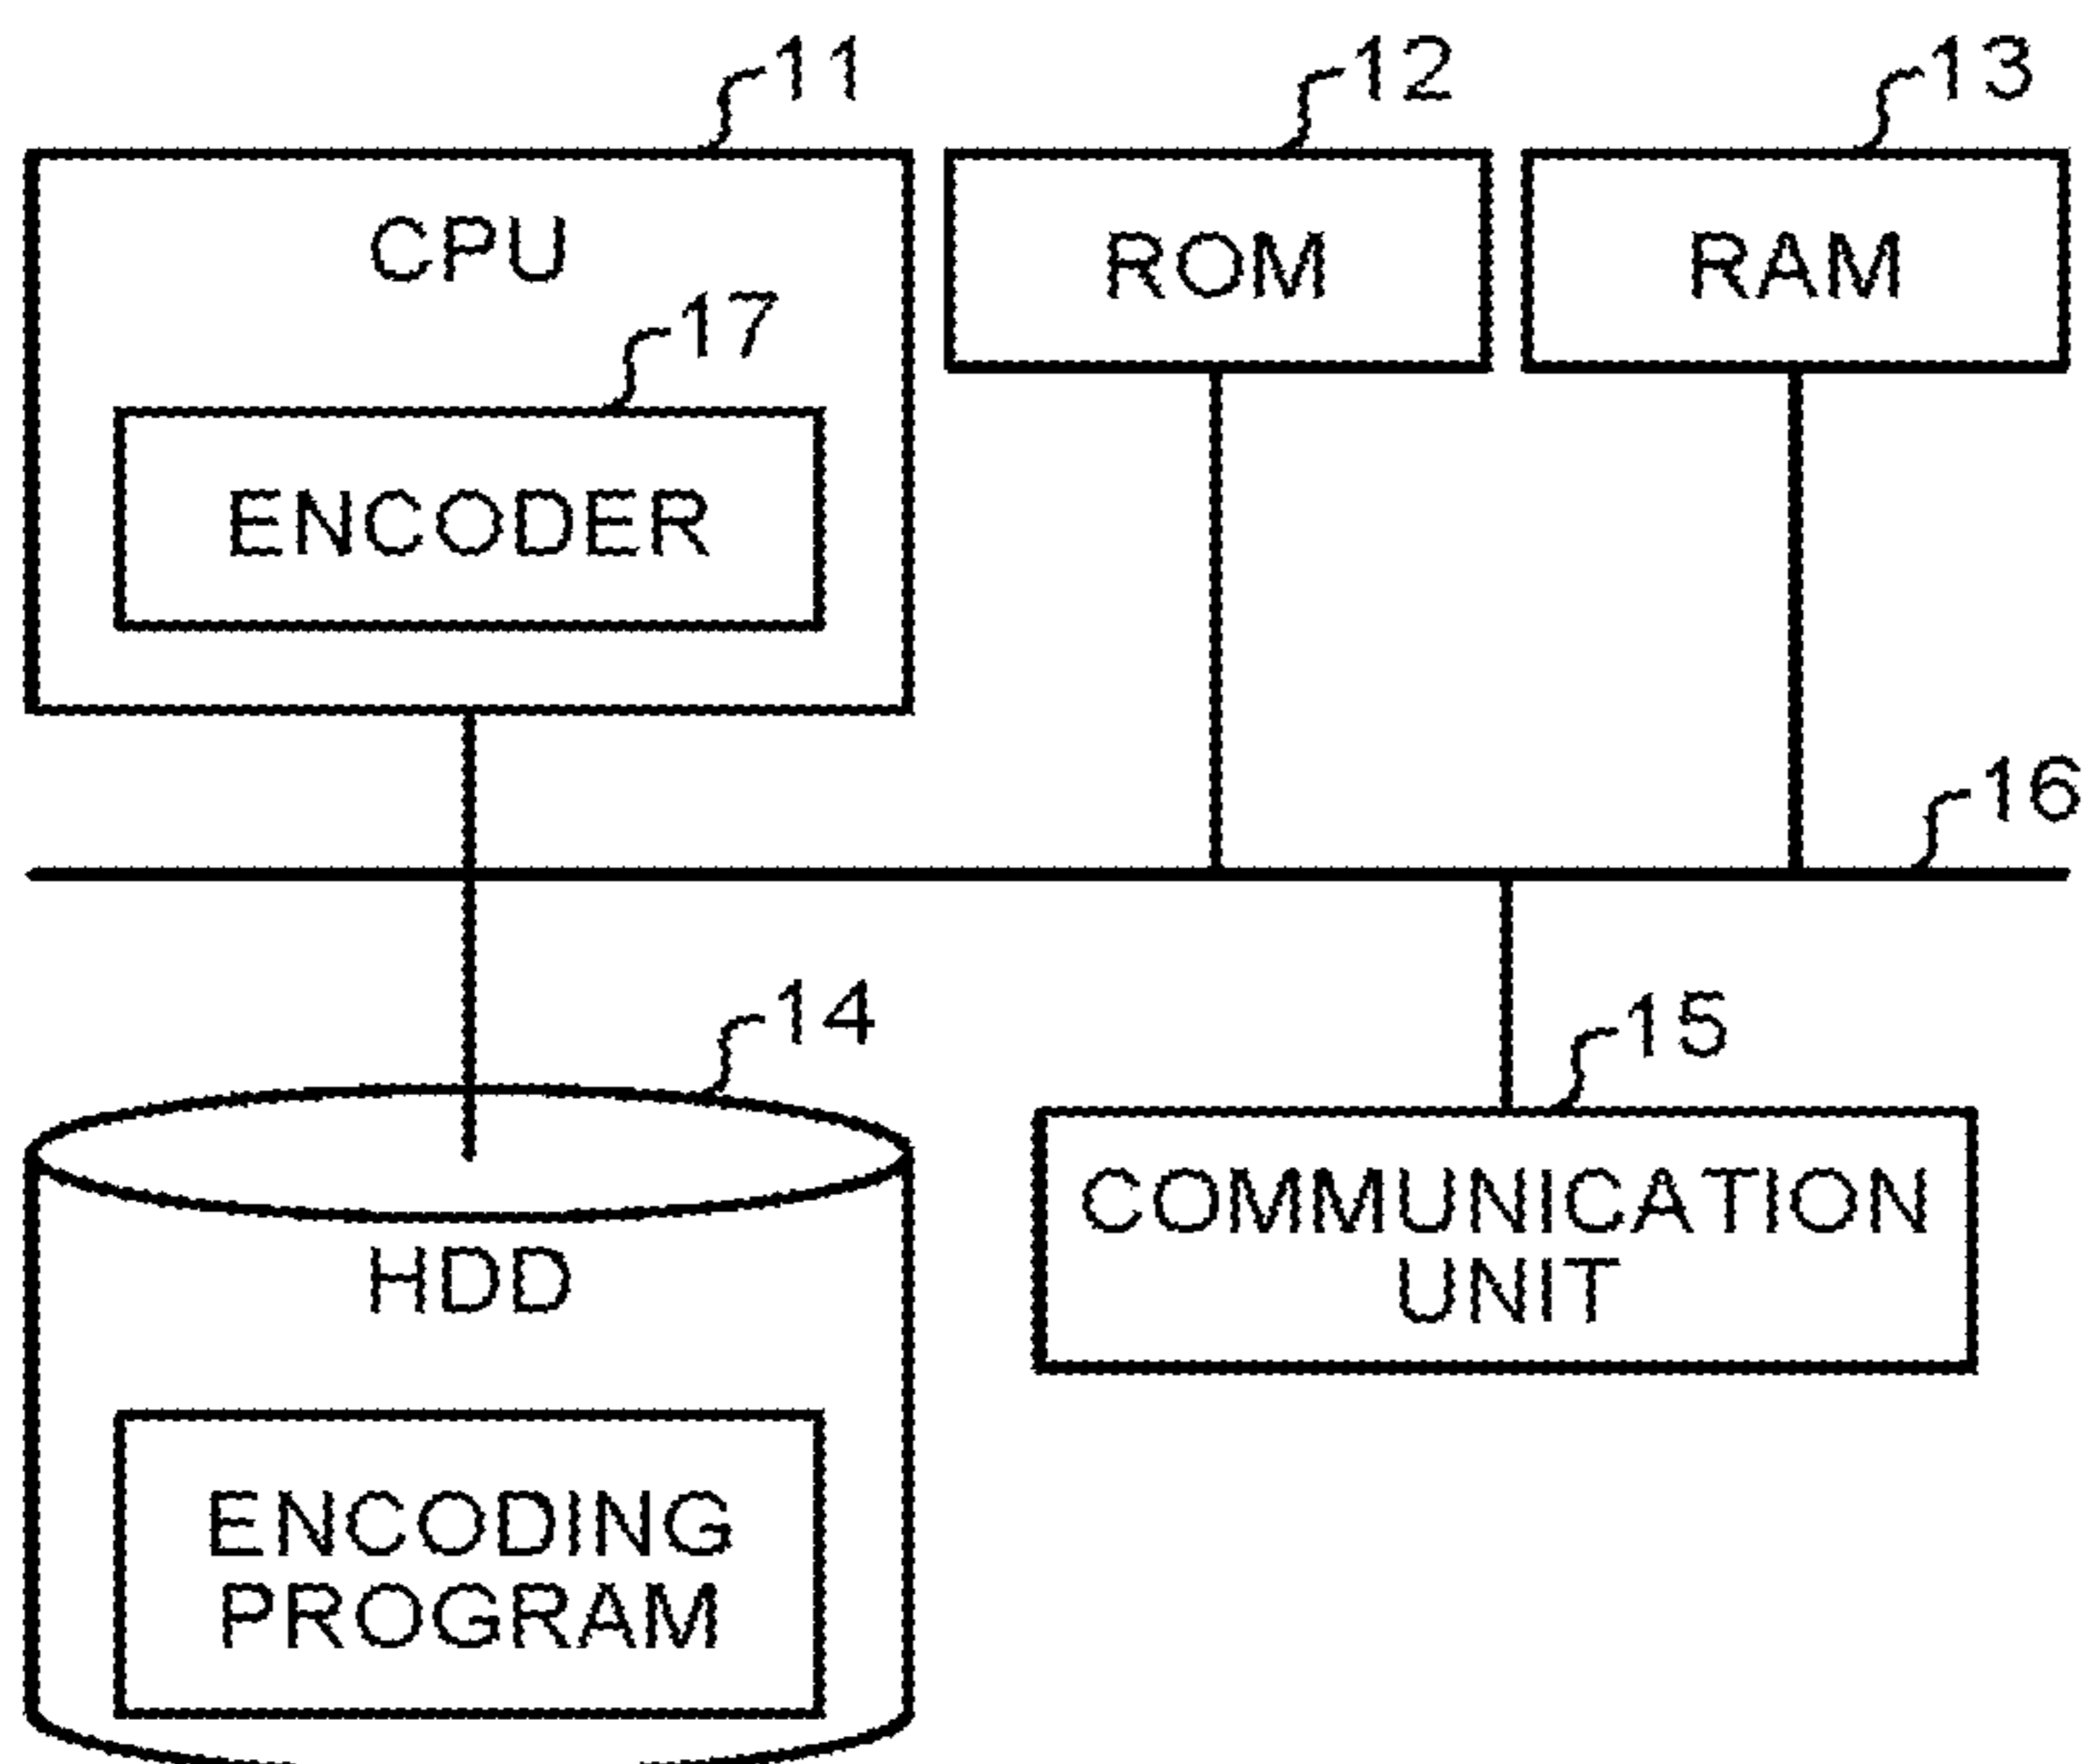 11
12
13
CPU
ROM
RAM
17
ENCODER
16
14
15
HDD
COMMUNICATION
UNIT
ENCODING
PROGRAM